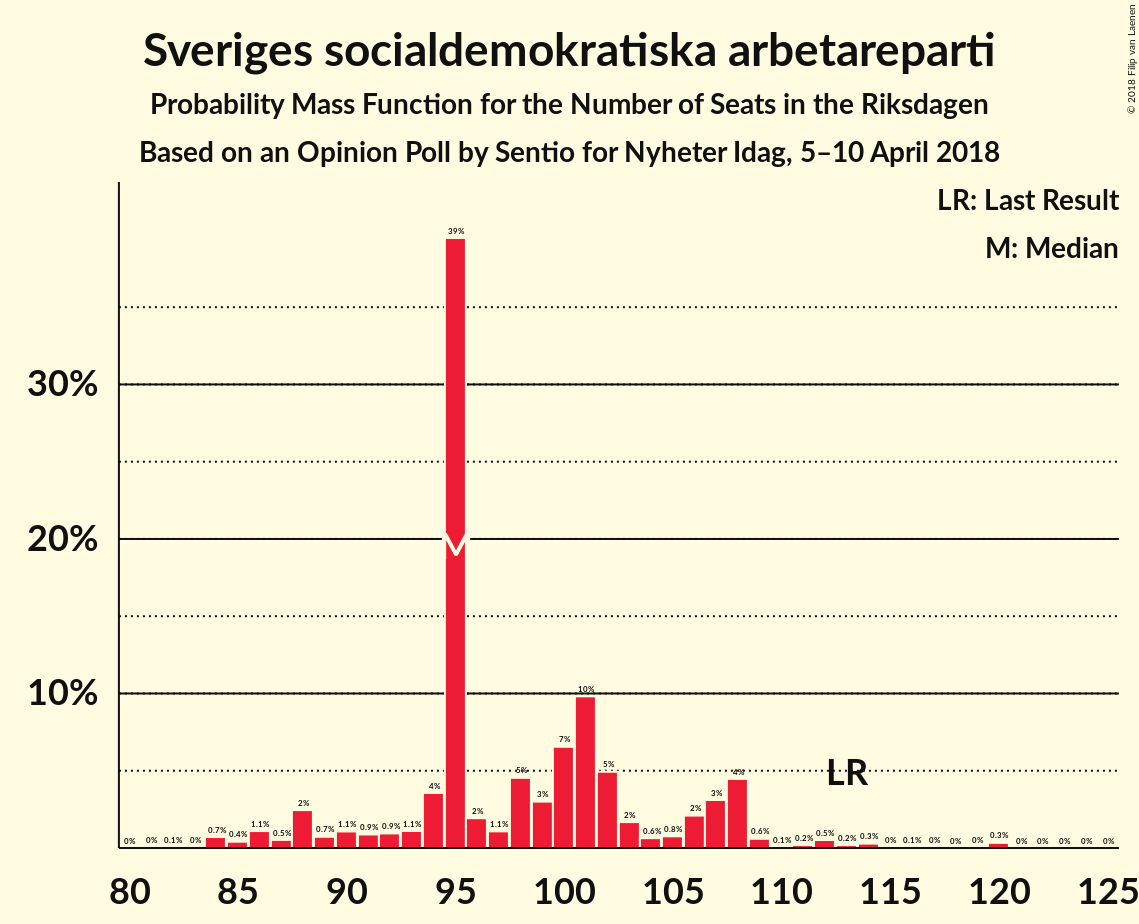 Sveriges socialdemokratiska arbetareparti
Probability Mass Function for the Number of Seats in the Riksdagen
Based on an Opinion Poll by Sentio for Nyheter Idag, 5–10 April 2018
© 2018 Filip van Laenen
LR: Last Result
M: Median
30%
20%
10%
0% 0% 0.1% 0% 0.7% 0.4% 1.1% 0.5% 2% 0.7% 1.1% 0.9% 0.9% 1.1% 4% 39% 2% 1.1% 5% 3% 7% 10% 5% 2% 0.6% 0.8% 2% 3% 4% 0.6% 0.1% 0.2% 0.5% 0.2% 0.3% 0% 0.1% 0% 0% 0% 0.3% 0% 0% 0% 0% 0%
LR
80 85 90 95 100 105 110 115 120 125